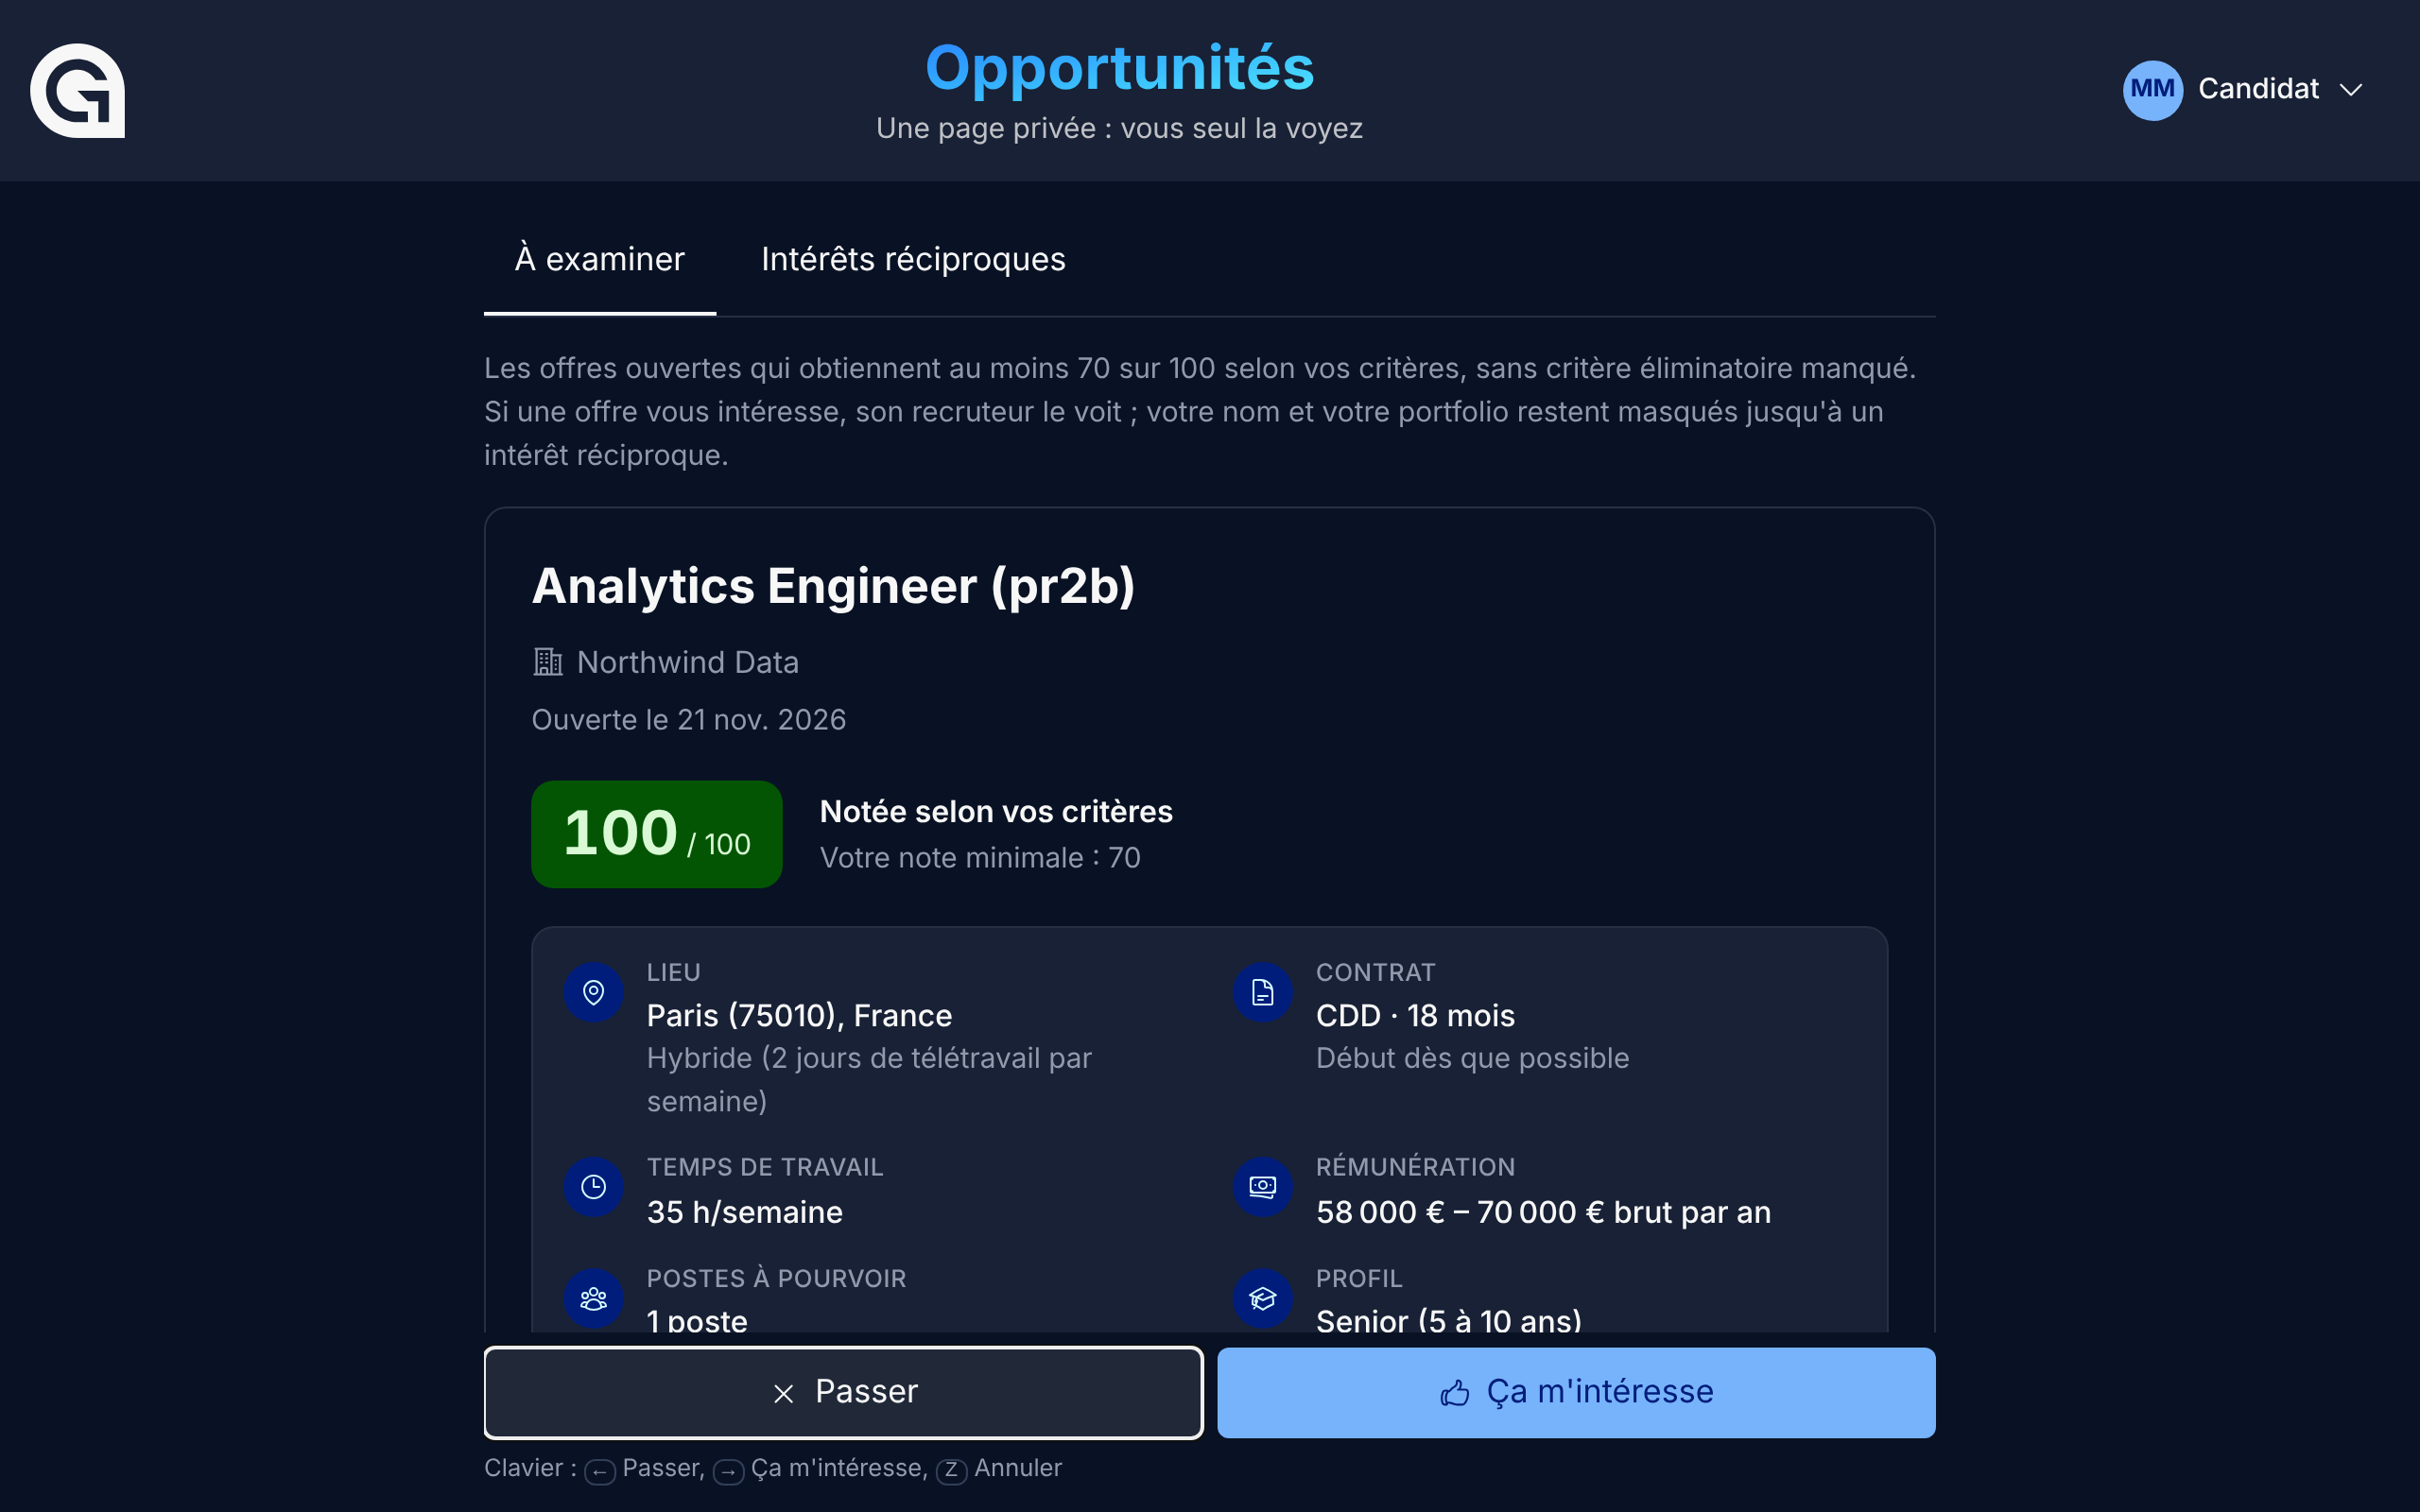 Opportunités
Une page privée : vous seul la voyez
MM Candidat
À examiner
Intérêts réciproques
Les offres ouvertes qui obtiennent au moins 70 sur 100 selon vos critères, sans critère éliminatoire manqué.
Si une offre vous intéresse, son recruteur le voit ; votre nom et votre portfolio restent masqués jusqu'à un
intérêt réciproque.
Analytics Engineer (pr2b)
Northwind Data
Ouverte le 21 nov. 2026
100 / 100
Notée selon vos critères
Votre note minimale : 70
LIEU
Paris (75010), France
Hybride (2 jours de télétravail par
semaine)
CONTRAT
CDD · 18 mois
Début dès que possible
TEMPS DE TRAVAIL
35 h/semaine
RÉMUNÉRATION
58 000 € – 70 000 € brut par an
POSTES À POURVOIR
1 poste
PROFIL
Senior (5 à 10 ans)
Passer
Ça m'intéresse
Clavier : ← Passer, → Ça m'intéresse, Z Annuler